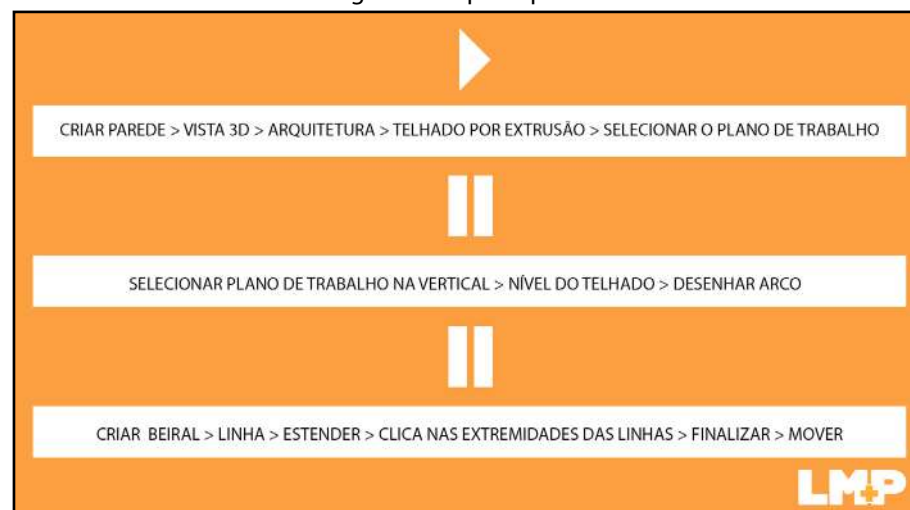 CRIAR PAREDE > VISTA 3D > ARQUITETURA > TELHADO POR EXTRUSÃO > SELECIONAR O PLANO DE TRABALHO
SELECIONAR PLANO DE TRABALHO NA VERTICAL > NÍVEL DO TELHADO > DESENHAR ARCO
CRIAR BEIRAL > LINHA > ESTENDER > CLICA NAS EXTREMIDADES DAS LINHAS > FINALIZAR > MOVER
LMP